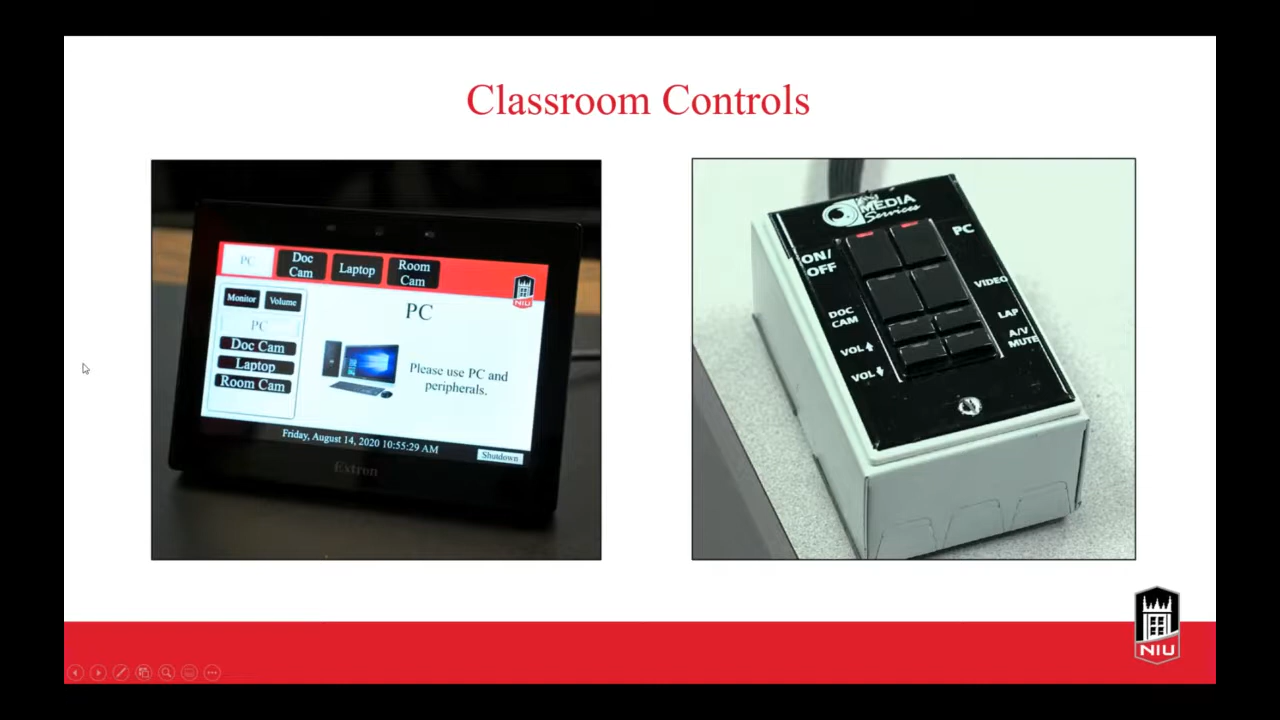 Classroom Controls
PC
Doc
Cam
Laptop
Room
Cam
NIU
Monitor
Volume
PC
Doc Cam
Laptop
Room Cam
PC
Please use PC and
peripherals.
Friday, August 14, 2020 10:55:29 AM
Shutdown
Extron
MEDIA
Services
ON/
OFF
PC
DOC
CAM
VIDEO
VOL
LAP
VOL
A/V
MUTE
NIU